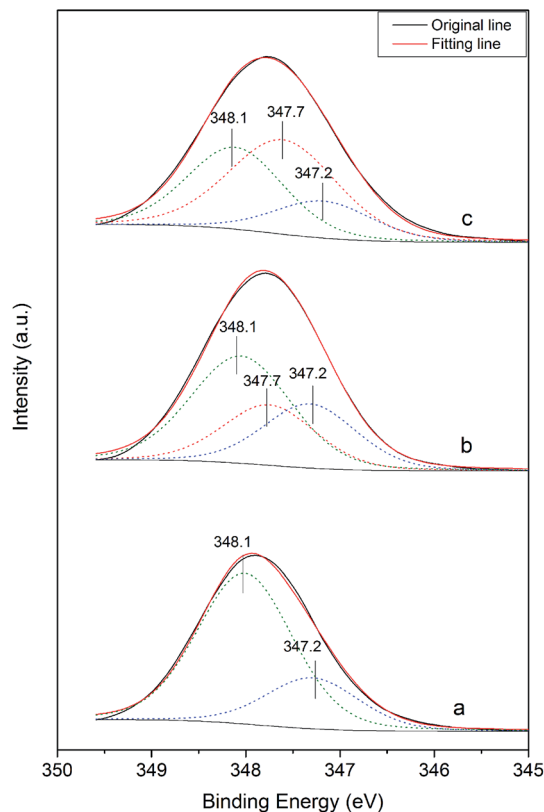 Original line
Fitting line
348.1
347.7
347.2
c
348.1
347.7
347.2
b
348.1
347.2
a
Intensity (a.u.)
350
349
348
347
346
345
Binding Energy (eV)